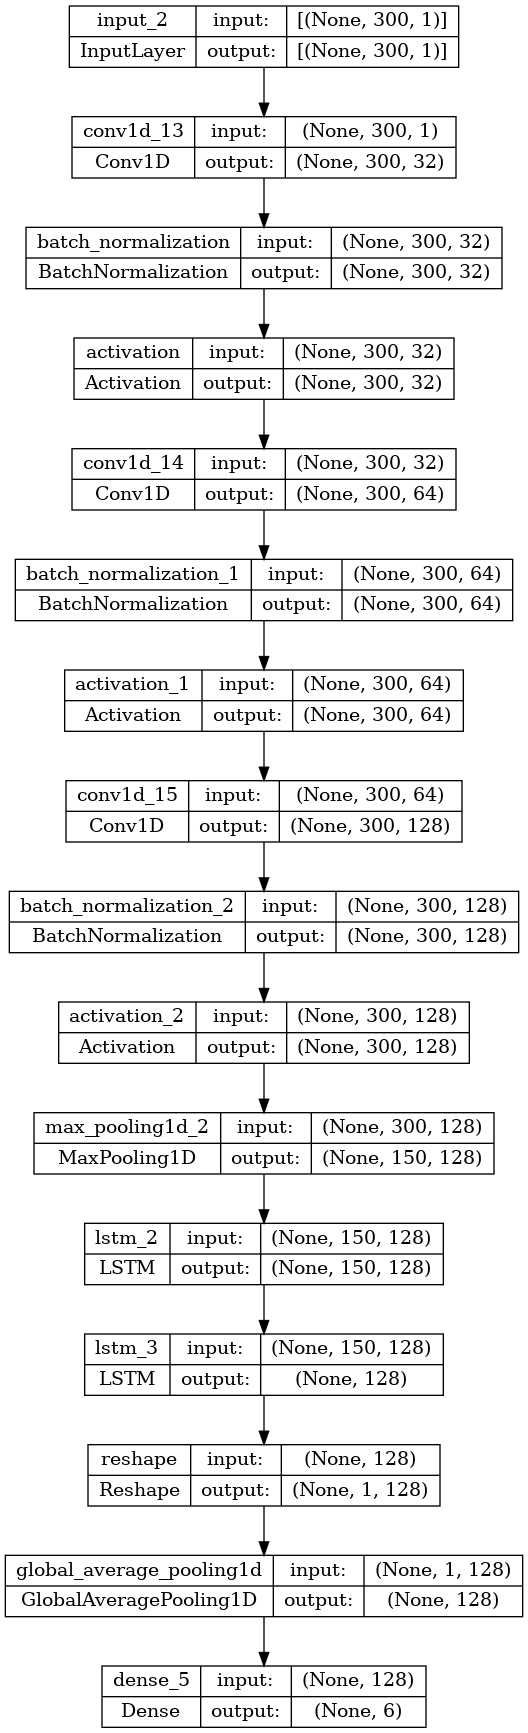 input_2 input: [(None, 300, 1)]
InputLayer output: [(None, 300, 1)]
conv1d_13 input: (None, 300, 1)
Conv1D output: (None, 300, 32)
batch_normalization input: (None, 300, 32)
BatchNormalization output: (None, 300, 32)
activation input: (None, 300, 32)
Activation output: (None, 300, 32)
conv1d_14 input: (None, 300, 32)
Conv1D output: (None, 300, 64)
batch_normalization_1 input: (None, 300, 64)
BatchNormalization output: (None, 300, 64)
activation_1 input: (None, 300, 64)
Activation output: (None, 300, 64)
conv1d_15 input: (None, 300, 64)
Conv1D output: (None, 300, 128)
batch_normalization_2 input: (None, 300, 128)
BatchNormalization output: (None, 300, 128)
activation_2 input: (None, 300, 128)
Activation output: (None, 300, 128)
max_pooling1d_2 input: (None, 300, 128)
MaxPooling1D output: (None, 150, 128)
lstm_2 input: (None, 150, 128)
LSTM output: (None, 150, 128)
lstm_3 input: (None, 150, 128)
LSTM output: (None, 128)
reshape input: (None, 128)
Reshape output: (None, 1, 128)
global_average_pooling1d input: (None, 1, 128)
GlobalAveragePooling1D output: (None, 128)
dense_5 input: (None, 128)
Dense output: (None, 6)